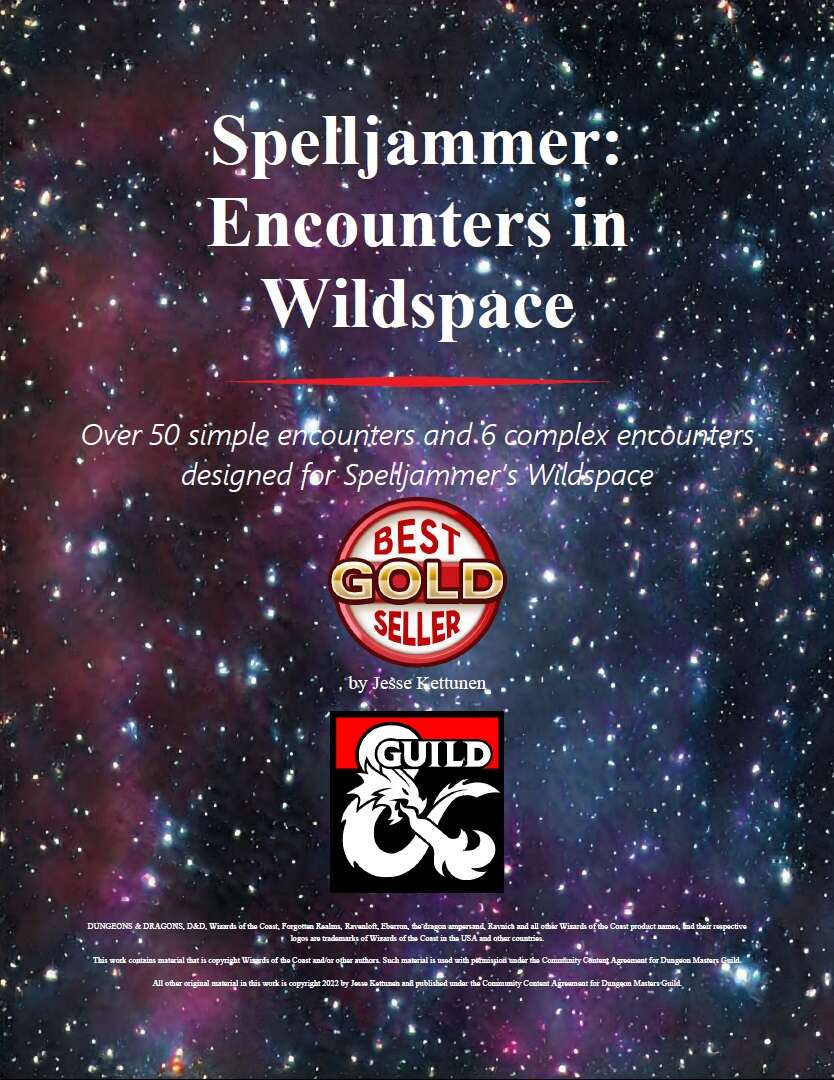 Spelljammer:
Encounters in
Wildspace
Over 50 simple encounters and 6 complex encounters
designed for Spelljammer's Wildspace
BEST
GOLD
SELLER
by Jesse Kettunen
GUILD
DUNGEONS & DRAGONS, D&D, Wizards of the Coast, Forgotten Realms, Ravenloft, Eberron, the dragon ampersand, Ravnica and all other Wizards of the Coast product names, and their respective
logos are trademarks of Wizards of the Coast in the USA and other countries.
This work contains material that is copyright Wizards of the Coast and/or other authors. Such material is used with permission under the Community Content Agreement for Dungeon Masters Guild.
All other original material in this work is copyright 2022 by Jesse Kettunen and published under the Community Content Agreement for Dungeon Masters Guild.